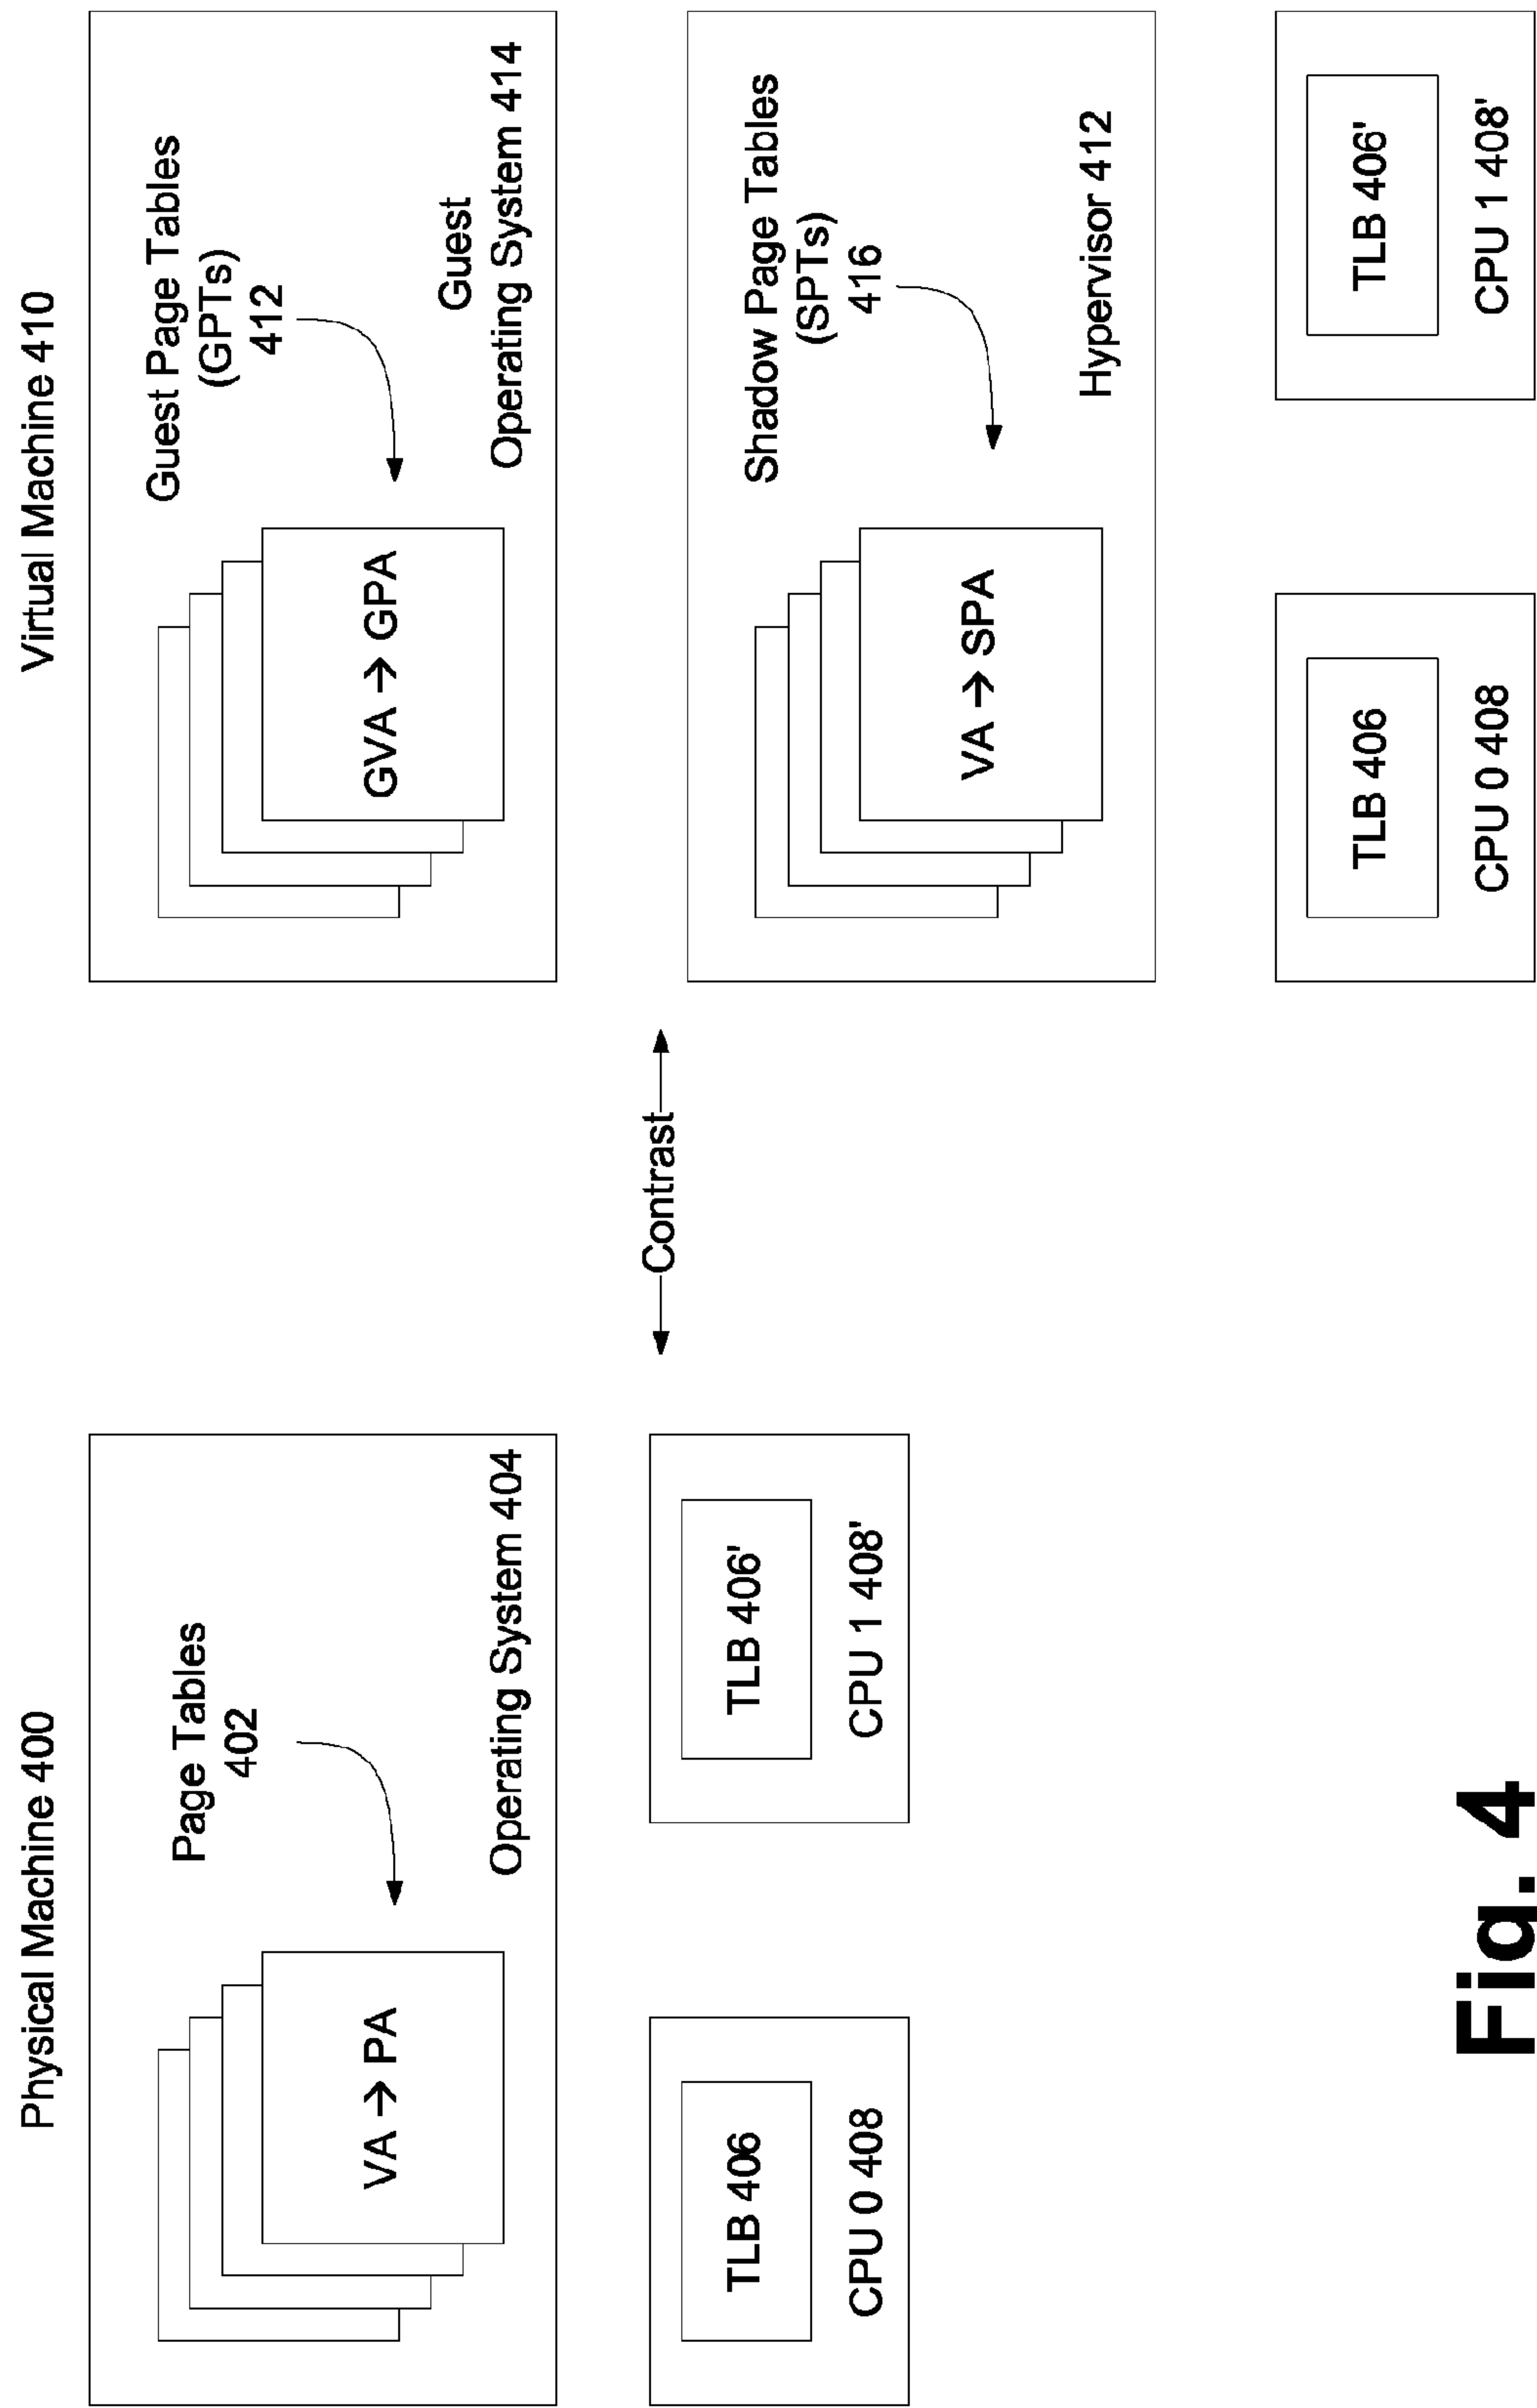 Physical Machine 400
Page Tables
402
VA → PA
Operating System 404
TLB 406
CPU 0 408
TLB 406'
CPU 1 408'
Contrast
Virtual Machine 410
Guest Page Tables
(GPTs)
412
GVA → GPA
Guest
Operating System 414
Shadow Page Tables
(SPTs)
416
VA → SPA
Hypervisor 412
TLB 406
CPU 0 408
TLB 406'
CPU 1 408'
Fig. 4